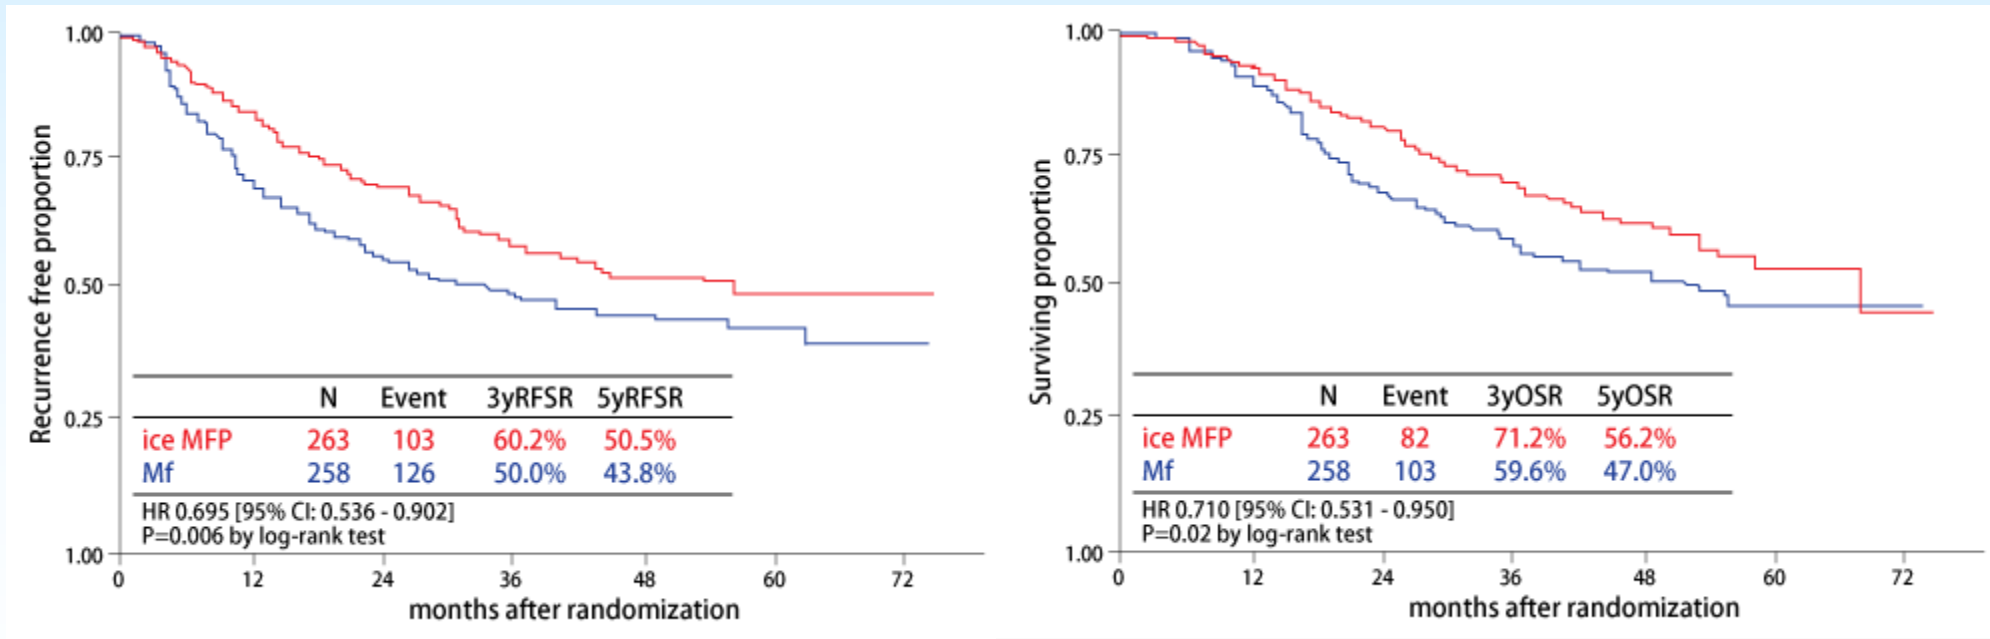 Recurrence free proportion
1.00
0.75
0.50
0.25
1.00
N Event 3yRFSR 5yRFSR
ice MFP 263 103 60.2% 50.5%
Mf 258 126 50.0% 43.8%
HR 0.695 [95% CI: 0.536 - 0.902]
P=0.006 by log-rank test
0 12 24 36 48 60 72
months after randomization
Surviving proportion
1.00
0.75
0.50
0.25
1.00
N Event 3yOSR 5yOSR
ice MFP 263 82 71.2% 56.2%
Mf 258 103 59.6% 47.0%
HR 0.710 [95% CI: 0.531 - 0.950]
P=0.02 by log-rank test
0 12 24 36 48 60 72
months after randomization